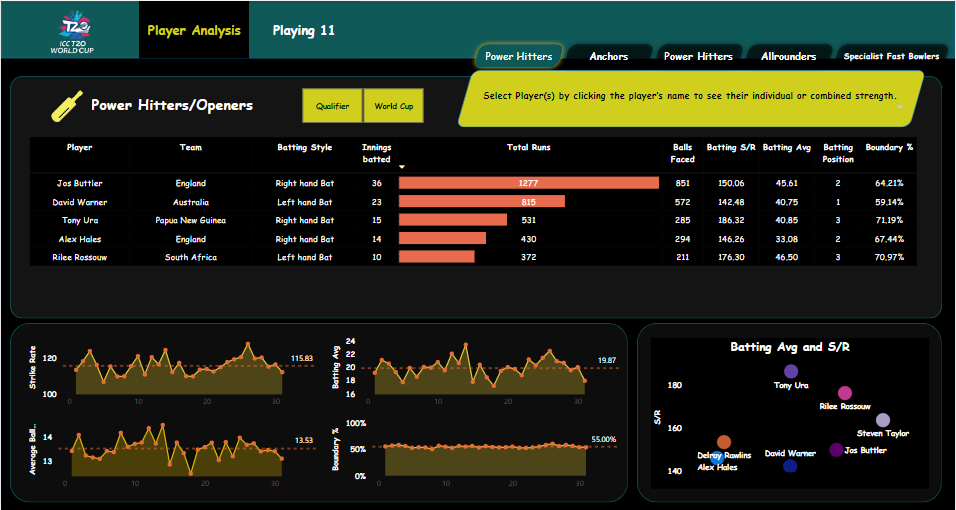 T20
ICC T20
WORLD CUP
Player Analysis
Playing 11
Power Hitters
Anchors
Power Hitters
Allrounders
Specialist Fast Bowlers
Power Hitters/Openers
Qualifier
World Cup
Select Player(s) by clicking the player's name to see their individual or combined strength.
Player Team Batting Style Innings batted Total Runs Balls Faced Batting S/R Batting Avg Batting Position Boundary %
Jos Buttler England Right hand Bat 36 1277 851 150.06 45.61 2 64.21%
David Warner Australia Left hand Bat 23 815 572 142.48 40.75 1 59.14%
Tony Ura Papua New Guinea Right hand Bat 15 531 285 186.32 40.85 3 71.19%
Alex Hales England Right hand Bat 14 430 294 146.26 33.08 2 67.44%
Rilee Rossouw South Africa Left hand Bat 10 372 211 176.30 46.50 3 70.97%
Strike Rate
120
100
115.83
0 10 20 30
Batting Avg
24
22
20
18
16
19.87
0 10 20 30
Average Ball...
14
13
13.53
0 10 20 30
Boundary %
100%
50%
0%
55.00%
0 10 20 30
Batting Avg and S/R
S/R
180
160
140
Tony Ura
Rilee Rossouw
Steven Taylor
Delray Rawlins
Alex Hales
David Warner
Jos Buttler